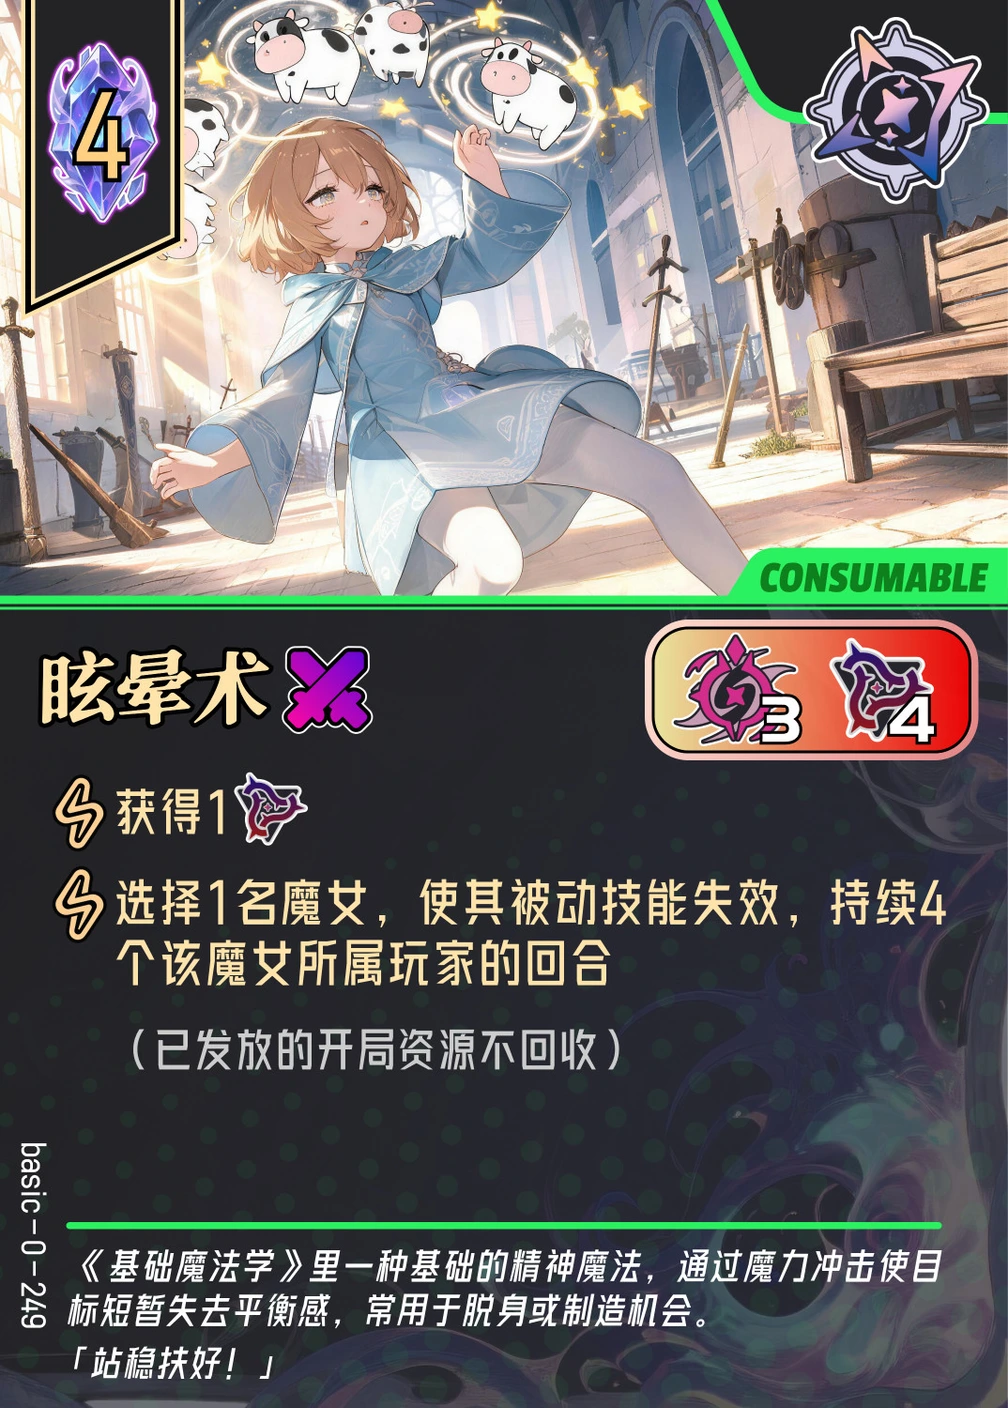 4
CONSUMABLE
眩晕术
3 4
获得1
选择1名魔女，使其被动技能失效，持续4
个该魔女所属玩家的回合
（已发放的开局资源不回收）
basic-0-249
《基础魔法学》里一种基础的精神魔法，通过魔力冲击使目
标短暂失去平衡感，常用于脱身或制造机会。
「站稳扶好！」